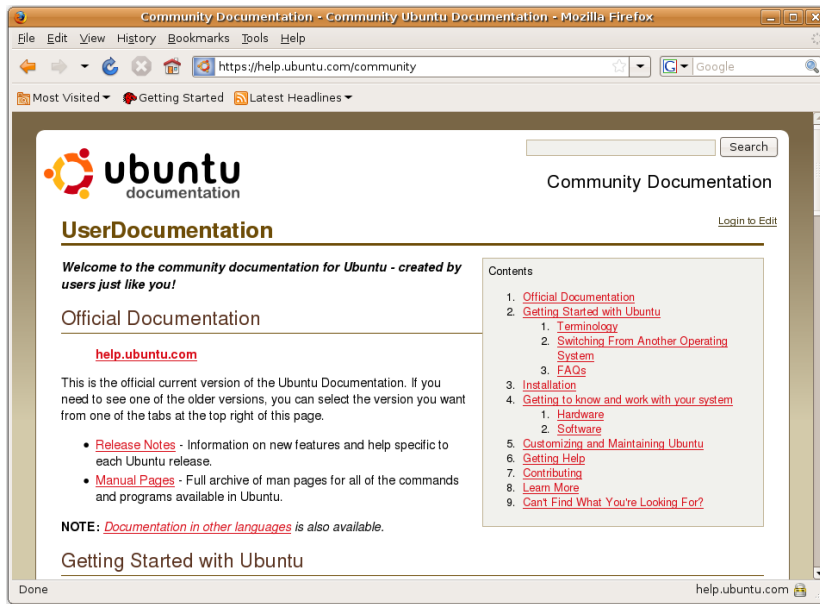 Community Documentation - Community Ubuntu Documentation - Mozilla Firefox
File Edit View History Bookmarks Tools Help
https://help.ubuntu.com/community
G Google
Most Visited Getting Started Latest Headlines
ubuntu
documentation
Search
Community Documentation
Login to Edit
UserDocumentation
Welcome to the community documentation for Ubuntu - created by
users just like you!
Official Documentation
help.ubuntu.com
This is the official current version of the Ubuntu Documentation. If you
need to see one of the older versions, you can select the version you want
from one of the tabs at the top right of this page.
• Release Notes - Information on new features and help specific to
each Ubuntu release.
• Manual Pages - Full archive of man pages for all of the commands
and programs available in Ubuntu.
NOTE: Documentation in other languages is also available.
Getting Started with Ubuntu
Contents
1. Official Documentation
2. Getting Started with Ubuntu
1. Terminology
2. Switching From Another Operating
System
3. FAQs
3. Installation
4. Getting to know and work with your system
1. Hardware
2. Software
5. Customizing and Maintaining Ubuntu
6. Getting Help
7. Contributing
8. Learn More
9. Can't Find What You're Looking For?
Done
help.ubuntu.com